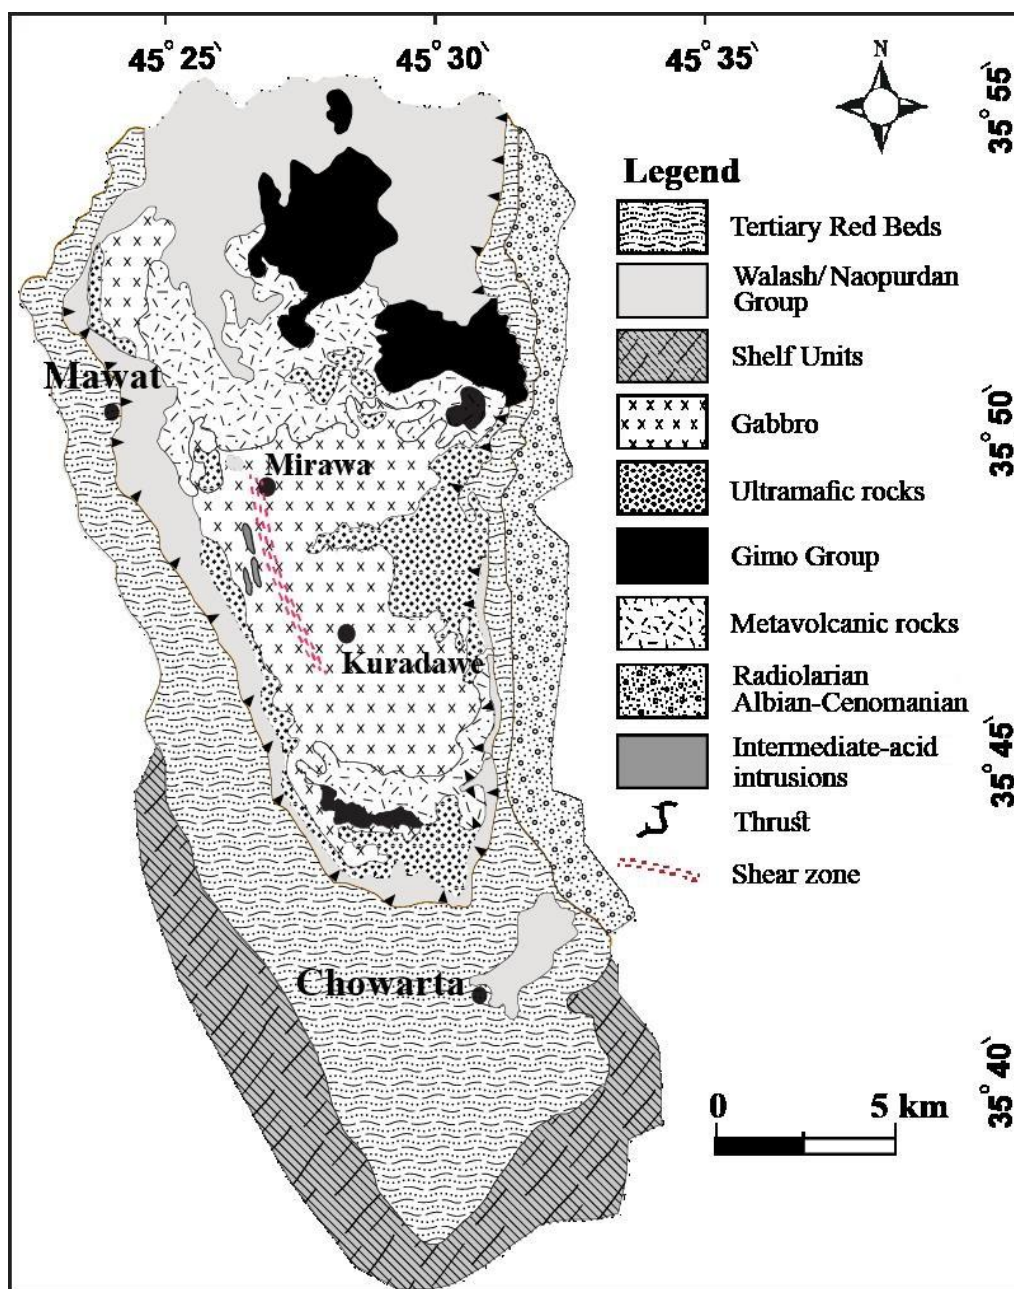 45° 25' 45° 30' 45° 35'
N
35° 55'
Legend
Tertiary Red Beds
Walash/ Naopurdan
Group
Shelf Units
Mawat
35° 50'
Gabbro
Mirawa
Ultramafic rocks
Gimo Group
Metavolcanic rocks
Kuradawe
Radiolarian
Albian-Cenomanian
35° 45'
Intermediate-acid
intrusions
Thrust
Shear zone
Chowarta
35° 40'
0 5 km